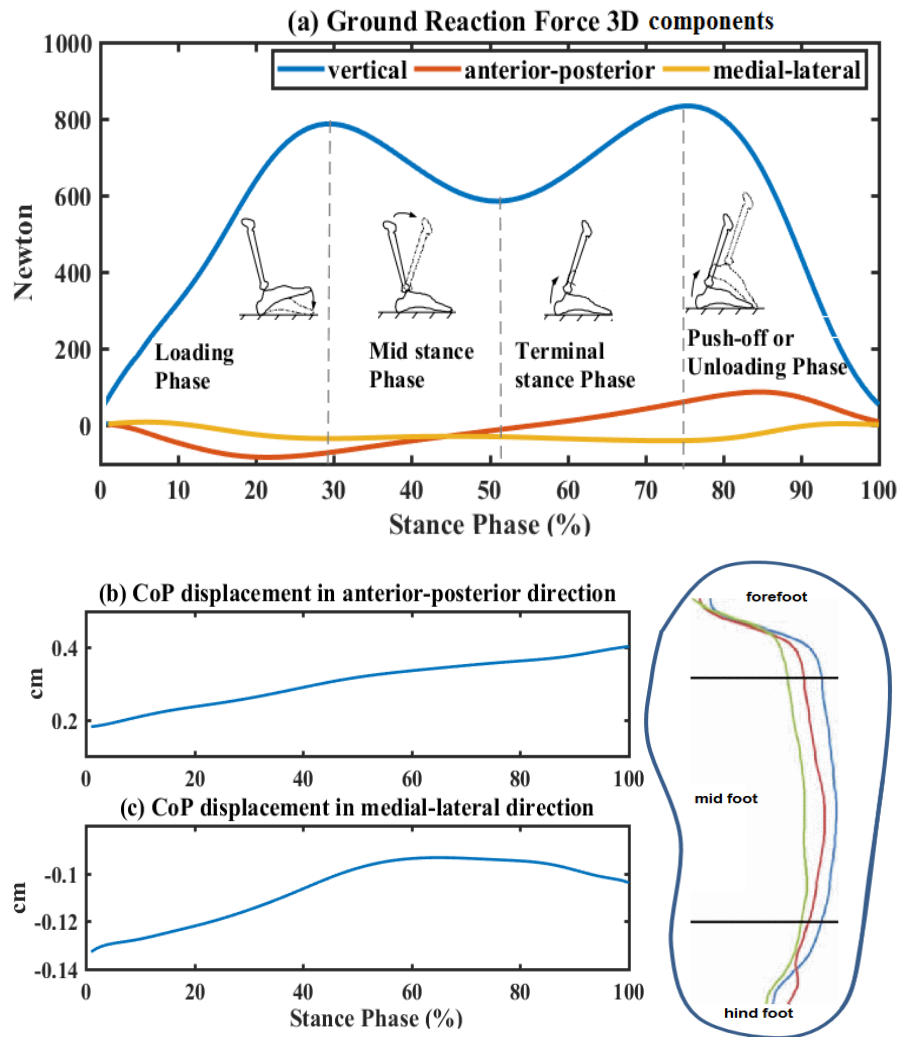 (a) Ground Reaction Force 3D components
1000
800
600
400
200
0
Newton
vertical anterior-posterior medial-lateral
Loading
Phase
Mid stance
Phase
Terminal
stance Phase
Push-off or
Unloading Phase
0 10 20 30 40 50 60 70 80 90 100
Stance Phase (%)
(b) CoP displacement in anterior-posterior direction
0.4
0.2
cm
0 20 40 60 80 100
(c) CoP displacement in medial-lateral direction
-0.1
-0.12
-0.14
cm
0 20 40 60 80 100
Stance Phase (%)
forefoot
mid foot
hind foot